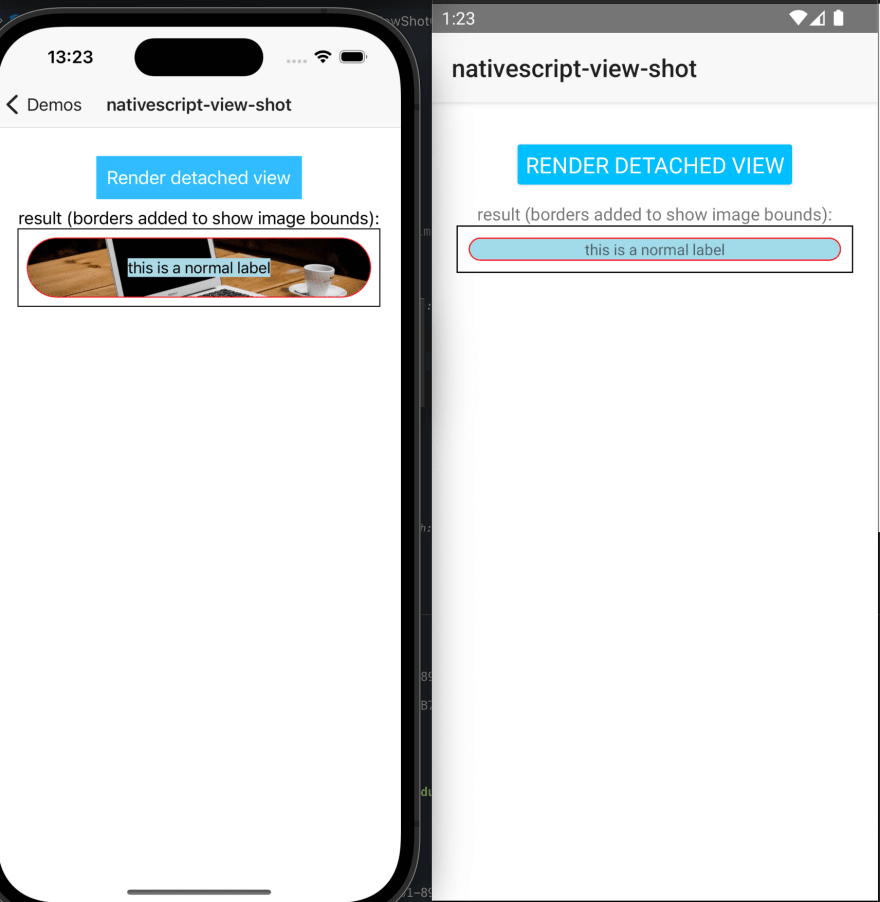 13:23
Demos
nativescript-view-shot
Render detached view
result (borders added to show image bounds):
this is a normal label
1:23
nativescript-view-shot
RENDER DETACHED VIEW
result (borders added to show image bounds):
this is a normal label